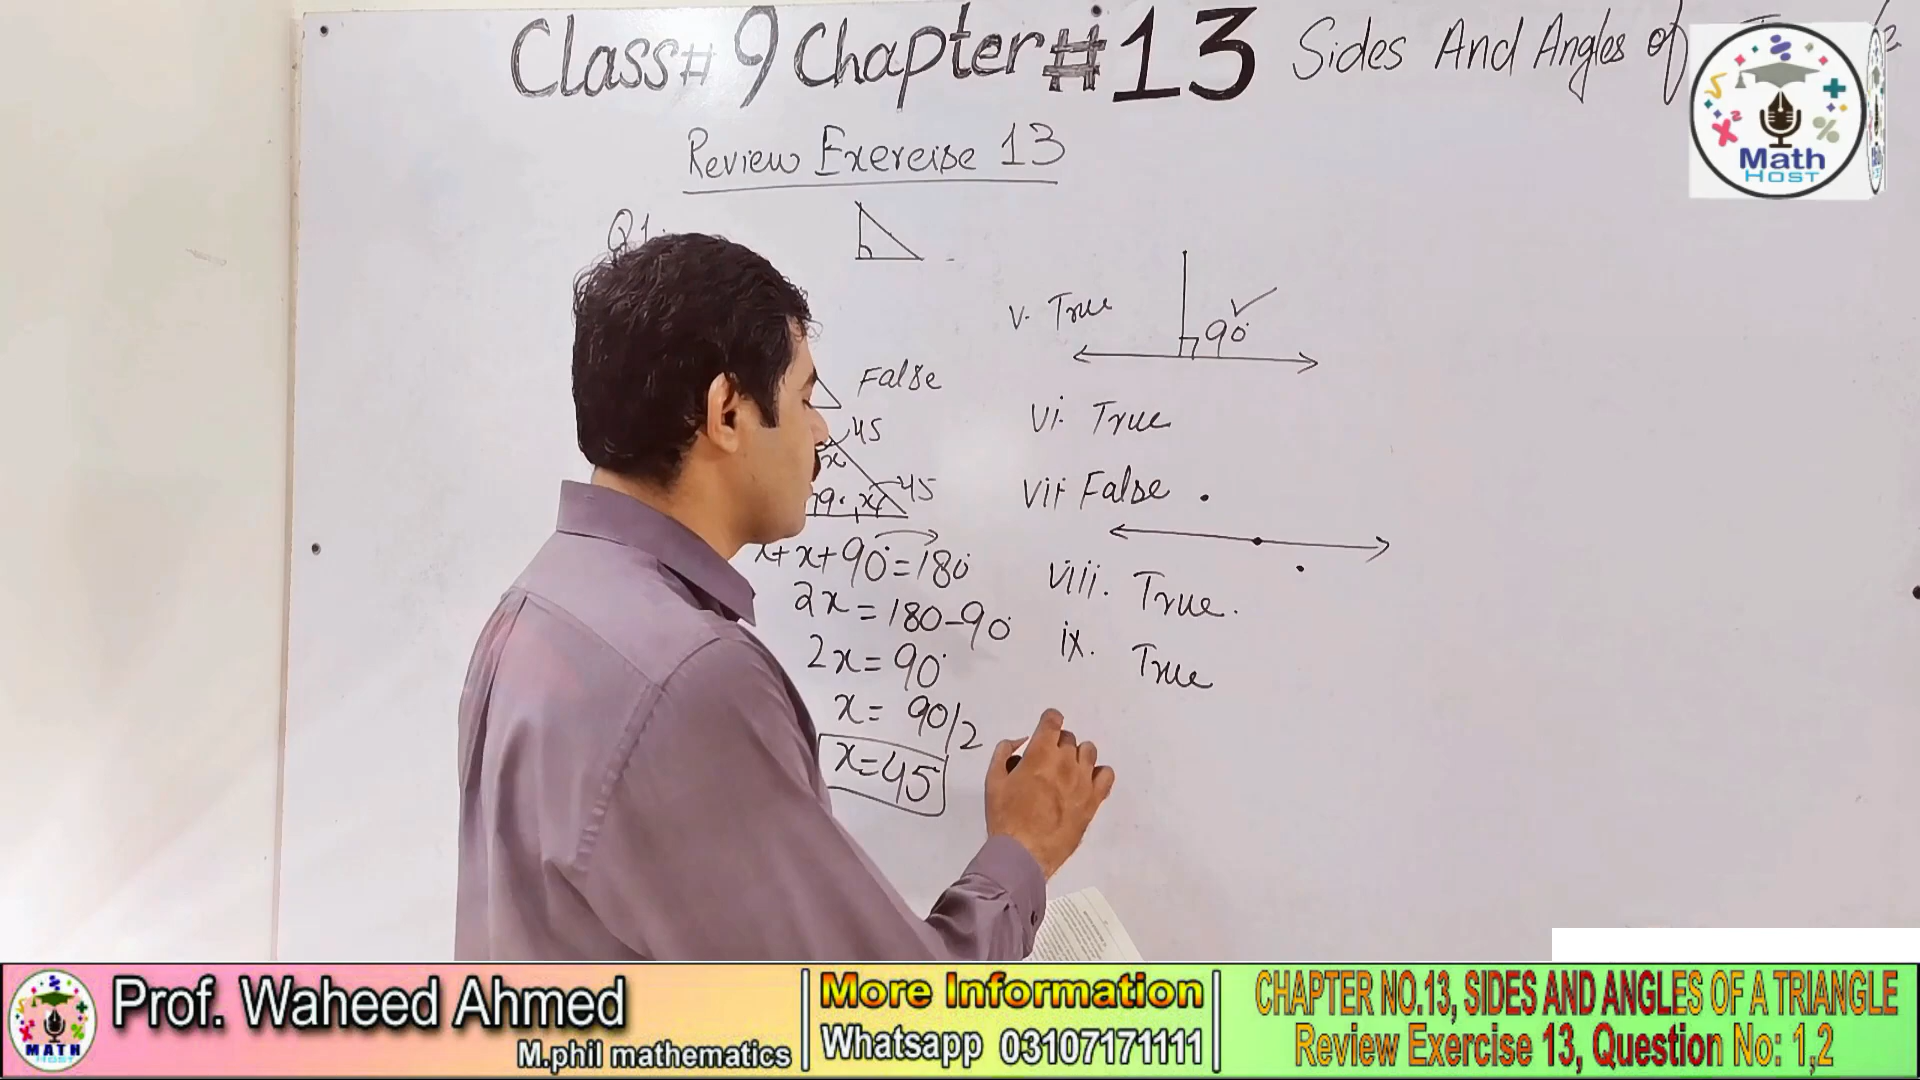 Class# 9 Chapter # 13 Sides And Angles of
Math
HOST
Review Exercise 13
Q1.
v. True
90°
False
45
x
vi. True
45
90° x
vii False
x + x + 90° = 180°
viii. True.
2x = 180 - 90°
ix. True
2x = 90°
x = 90/2
x = 45
MATH
HOST
Prof. Waheed Ahmed
M.phil mathematics
More Information
Whatsapp 03107171111
CHAPTER NO.13, SIDES AND ANGLES OF A TRIANGLE
Review Exercise 13, Question No: 1,2